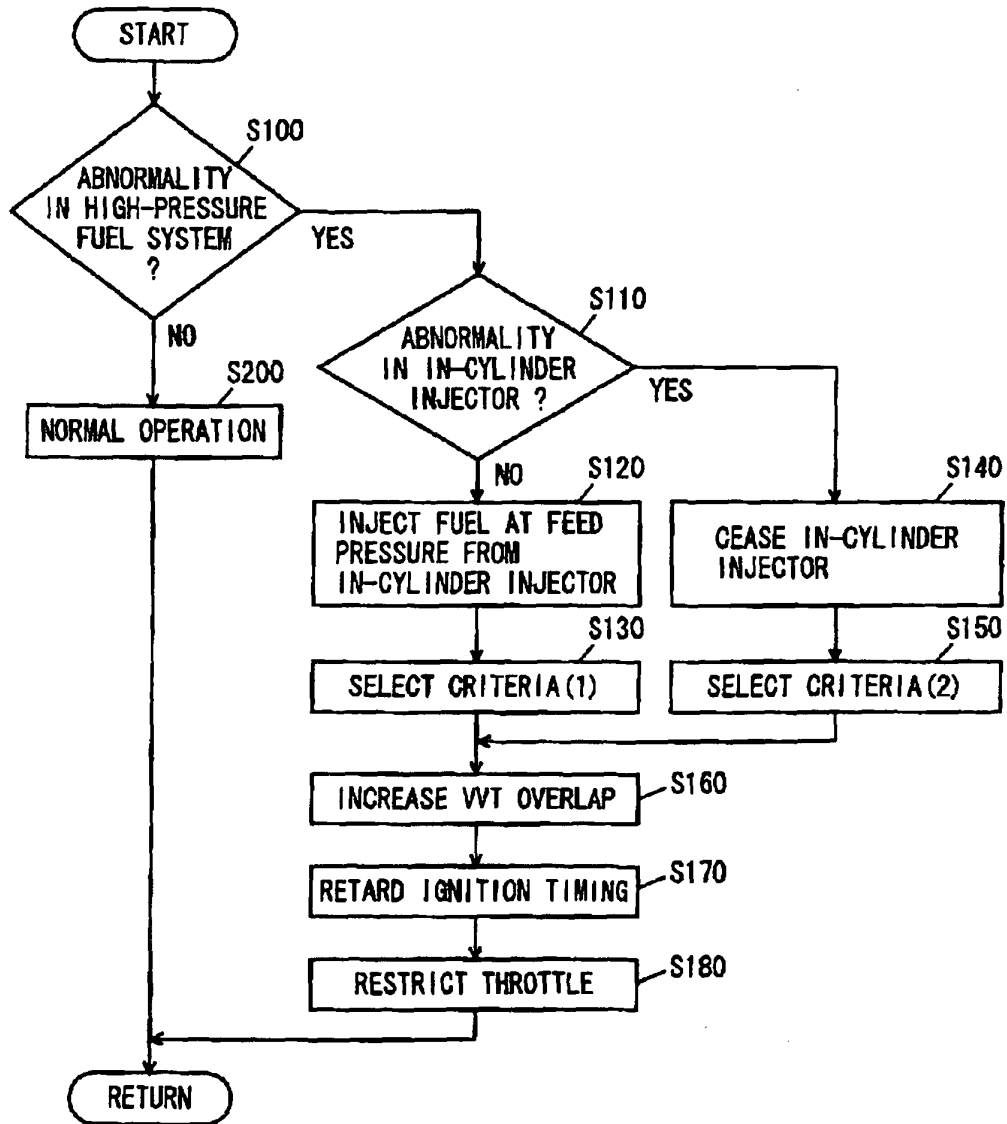 START
S100
ABNORMALITY
IN HIGH-PRESSURE
FUEL SYSTEM
?
YES
NO
S110
ABNORMALITY
IN IN-CYLINDER
INJECTOR ?
YES
NO
S200
NORMAL OPERATION
S120
INJECT FUEL AT FEED
PRESSURE FROM
IN-CYLINDER INJECTOR
S140
CEASE IN-CYLINDER
INJECTOR
S130
SELECT CRITERIA(1)
S150
SELECT CRITERIA(2)
INCREASE VVT OVERLAP
S160
RETARD IGNITION TIMING
S170
RESTRICT THROTTLE
S180
RETURN